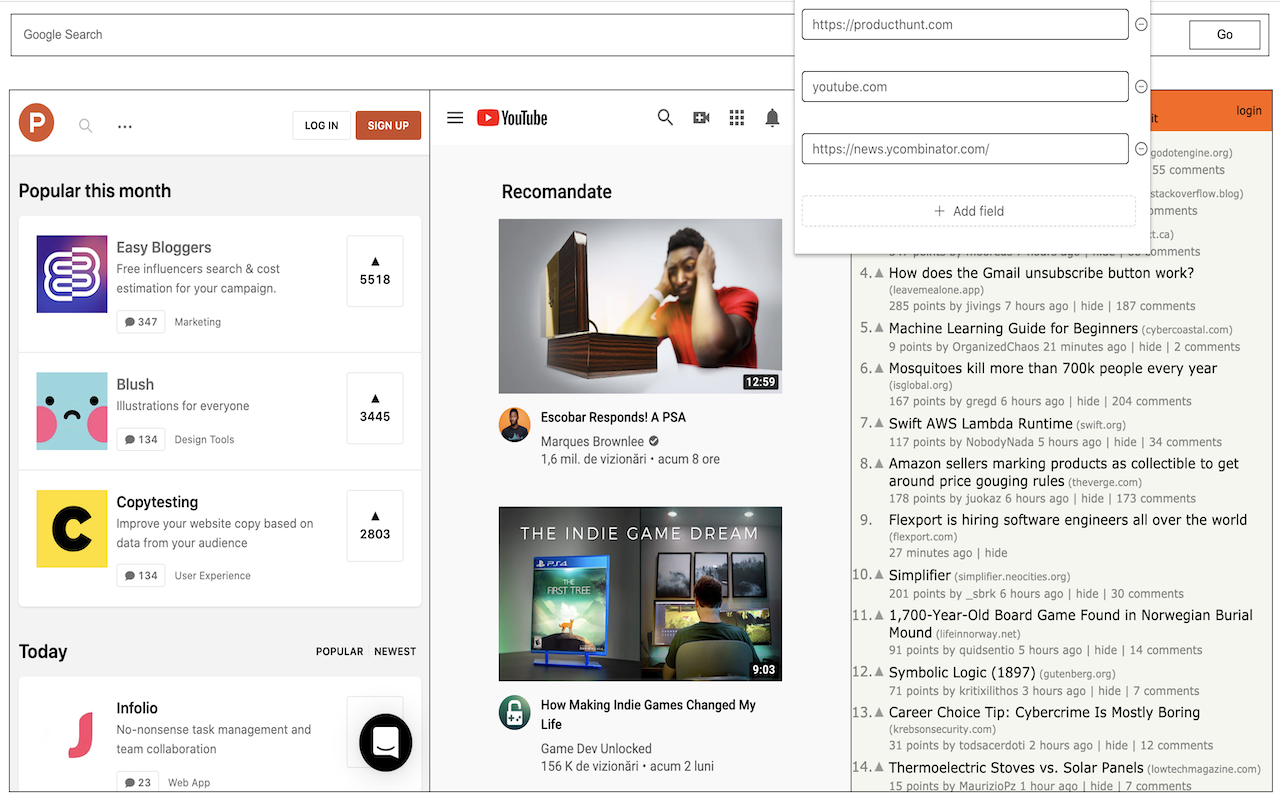 Google Search
Go
https://producthunt.com
youtube.com
https://news.ycombinator.com/
+ Add field
P
...
LOG IN
SIGN UP
Popular this month
Easy Bloggers
Free influencers search & cost
estimation for your campaign.
347 Marketing
▲
5518
Blush
Illustrations for everyone
134 Design Tools
▲
3445
Copytesting
Improve your website copy based on
data from your audience
134 User Experience
▲
2803
Today
POPULAR NEWEST
Infolio
No-nonsense task management and
team collaboration
23 Web App
YouTube
Recomandate
12:59
Escobar Responds! A PSA
Marques Brownlee
1,6 mil. de vizionări • acum 8 ore
THE INDIE GAME DREAM
PS4
THE
FIRST TREE
9:03
How Making Indie Games Changed My
Life
Game Dev Unlocked
156 K de vizionări • acum 2 luni
it
login
godotengine.org)
55 comments
stackoverflow.blog)
t.ca)
4. ▲ How does the Gmail unsubscribe button work?
(leavemealone.app)
285 points by jivings 7 hours ago | hide | 187 comments
5. ▲ Machine Learning Guide for Beginners (cybercoastal.com)
9 points by OrganizedChaos 21 minutes ago | hide | 2 comments
6. ▲ Mosquitoes kill more than 700k people every year
(isglobal.org)
167 points by gregd 6 hours ago | hide | 204 comments
7. ▲ Swift AWS Lambda Runtime (swift.org)
117 points by NobodyNada 5 hours ago | hide | 34 comments
8. ▲ Amazon sellers marking products as collectible to get
around price gouging rules (theverge.com)
178 points by juokaz 6 hours ago | hide | 173 comments
9. Flexport is hiring software engineers all over the world
(flexport.com)
27 minutes ago | hide
10. ▲ Simplifier (simplifier.neocities.org)
201 points by _sbrk 6 hours ago | hide | 30 comments
11. ▲ 1,700-Year-Old Board Game Found in Norwegian Burial
Mound (lifeinnorway.net)
91 points by quidsentio 5 hours ago | hide | 14 comments
12. ▲ Symbolic Logic (1897) (gutenberg.org)
71 points by kritixilithos 3 hours ago | hide | 7 comments
13. ▲ Career Choice Tip: Cybercrime Is Mostly Boring
(krebsonsecurity.com)
31 points by todsacerdoti 2 hours ago | hide | 12 comments
14. ▲ Thermoelectric Stoves vs. Solar Panels (lowtechmagazine.com)
15 points by MaurizioPz 1 hour ago | hide | 7 comments